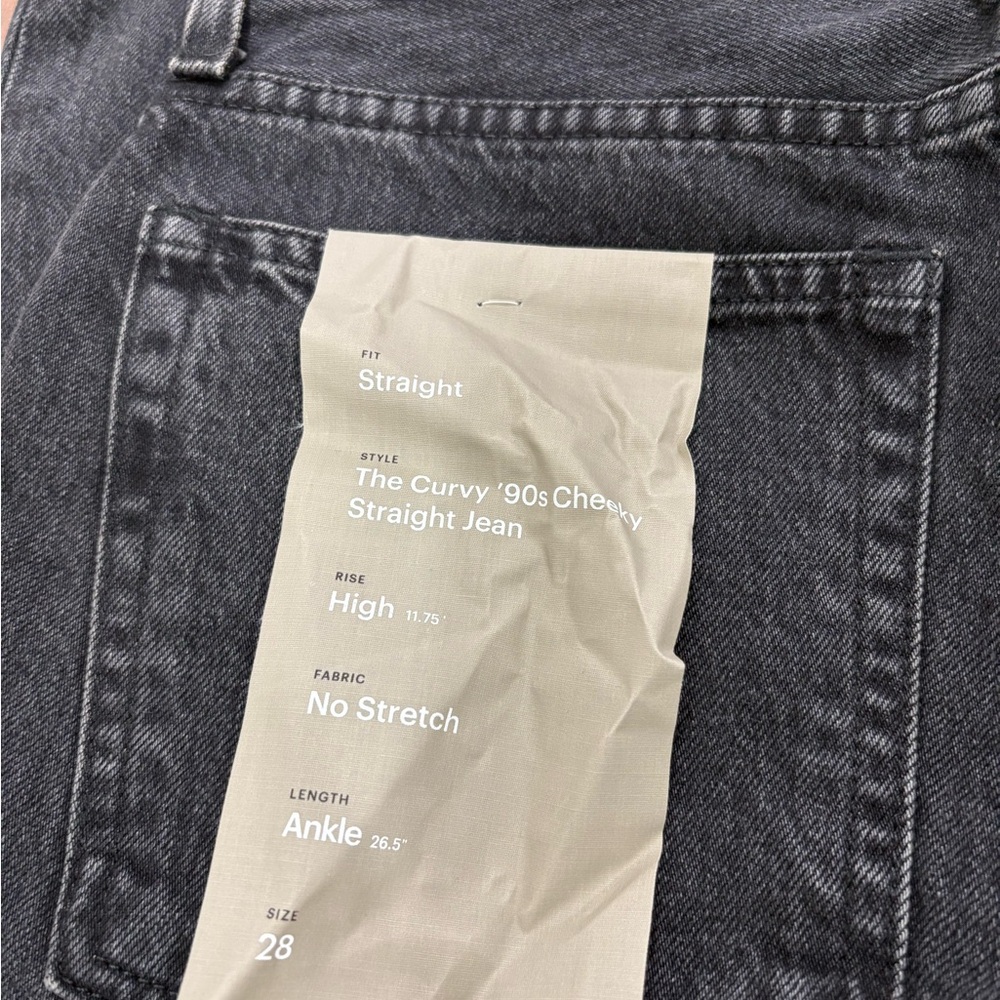 FIT
Straight
STYLE
The Curvy '90s Cheeky
Straight Jean
RISE
High 11.75"
FABRIC
No Stretch
LENGTH
Ankle 26.5"
SIZE
28